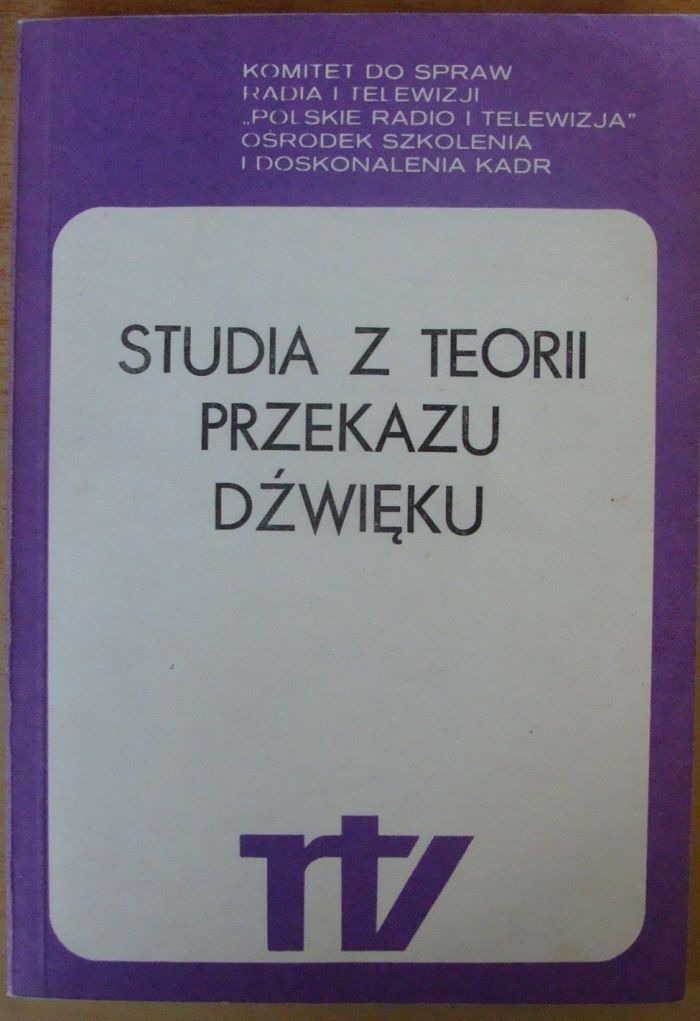 KOMITET DO SPRAW
RADIA I TELEWIZJI
„POLSKIE RADIO I TELEWIZJA”
OŚRODEK SZKOLENIA
I DOSKONALENIA KADR
STUDIA Z TEORII
PRZEKAZU
DŹWIĘKU
rtv